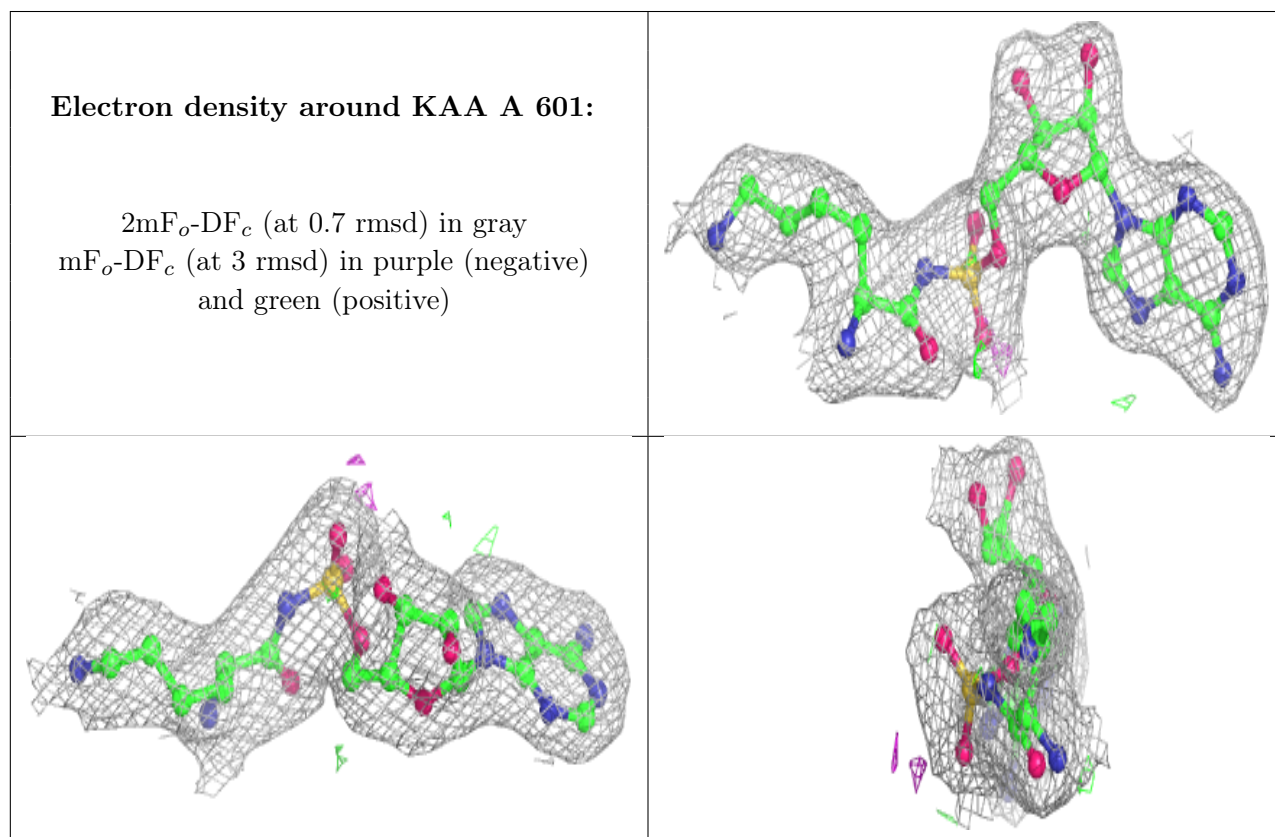 Electron density around KAA A 601:
2mFo-DFc (at 0.7 rmsd) in gray
mFo-DFc (at 3 rmsd) in purple (negative)
and green (positive)